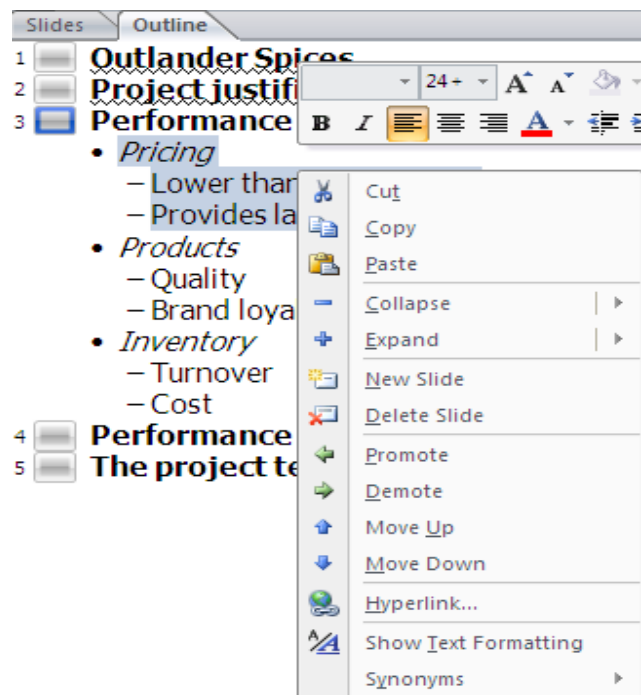 Slides Outline
1 Outlander Spices
2 Project justifi
3 Performance
• Pricing
– Lower than
– Provides la
• Products
– Quality
– Brand loya
• Inventory
– Turnover
– Cost
4 Performance
5 The project te
24+ A A
B I A
Cut
Copy
Paste
Collapse
Expand
New Slide
Delete Slide
Promote
Demote
Move Up
Move Down
Hyperlink...
Show Text Formatting
Synonyms